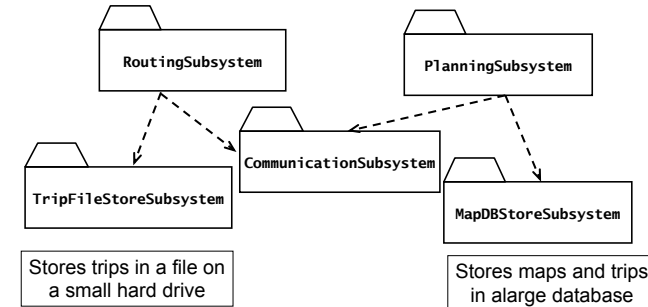 RoutingSubsystem
PlanningSubsystem
CommunicationSubsystem
TripFileStoreSubsystem
MapDBStoreSubsystem
Stores trips in a file on
a small hard drive
Stores maps and trips
in alarge database